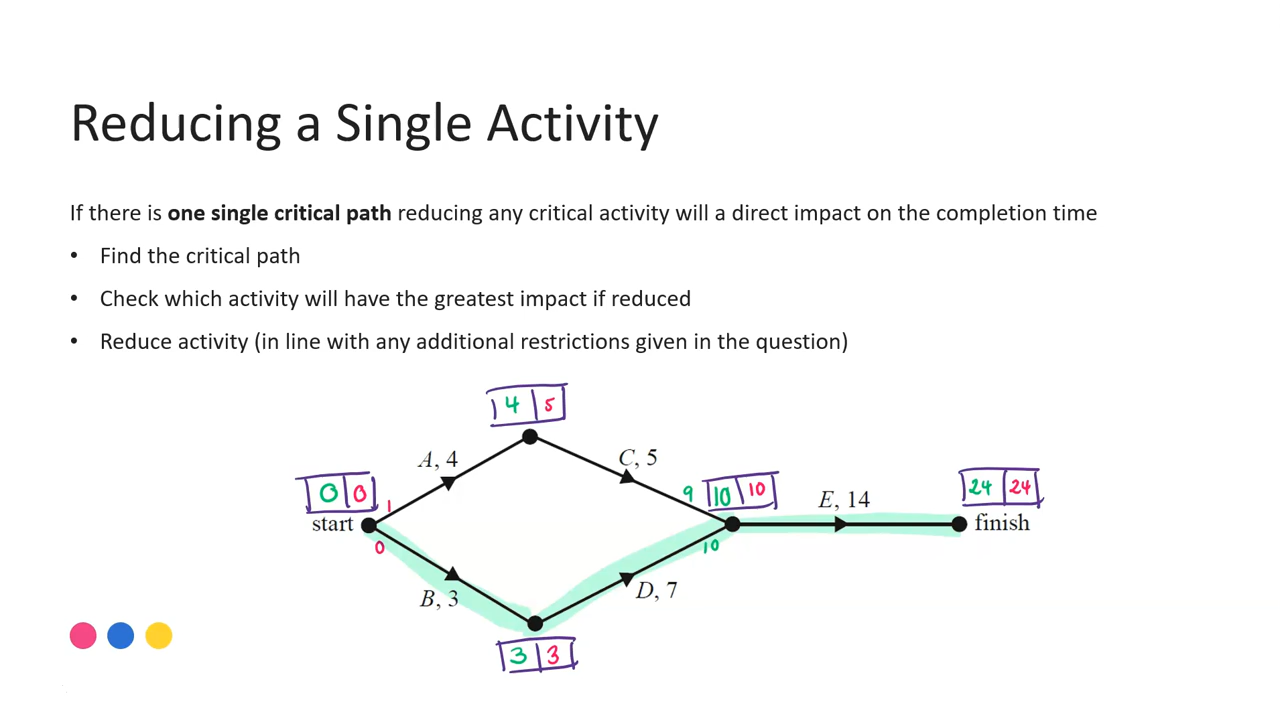 Reducing a Single Activity
If there is one single critical path reducing any critical activity will a direct impact on the completion time
• Find the critical path
• Check which activity will have the greatest impact if reduced
• Reduce activity (in line with any additional restrictions given in the question)
4 5
A, 4
C, 5
0 0
1
9
10 10
E, 14
24 24
start
finish
0
10
B, 3
D, 7
3 3